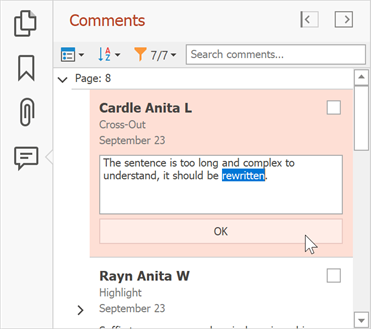 Comments
7/7
Search comments...
Page: 8
Cardle Anita L
Cross-Out
September 23
The sentence is too long and complex to
understand, it should be rewritten.
OK
Rayn Anita W
Highlight
September 23